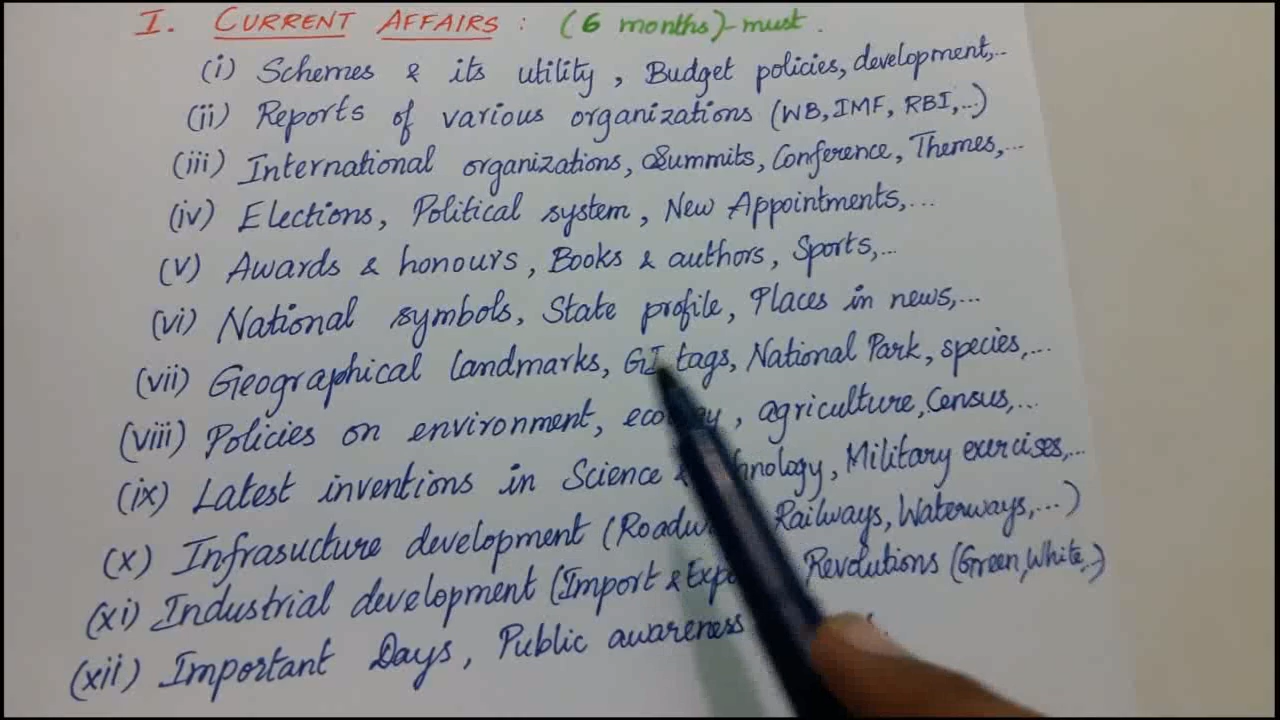 I. CURRENT AFFAIRS : (6 months)-must.
(i) Schemes & its utility, Budget policies, development,..
(ii) Reports of various organizations (WB, IMF, RBI,...)
(iii) International organizations, Summits, Conference, Themes,...
(iv) Elections, Political system, New Appointments,...
(v) Awards & honours, Books & authors, Sports,...
(vi) National symbols, State profile, Places in news,...
(vii) Geographical landmarks, GI tags, National Park, species,...
(viii) Policies on environment, agriculture, Census,...
(ix) Latest inventions in Science Military exercises,...
(x) Infrasucture development ( Railways, Waterways,...)
(xi) Industrial development (Import & Revolutions (Green, White,..)
(xii) Important Days, Public awareness